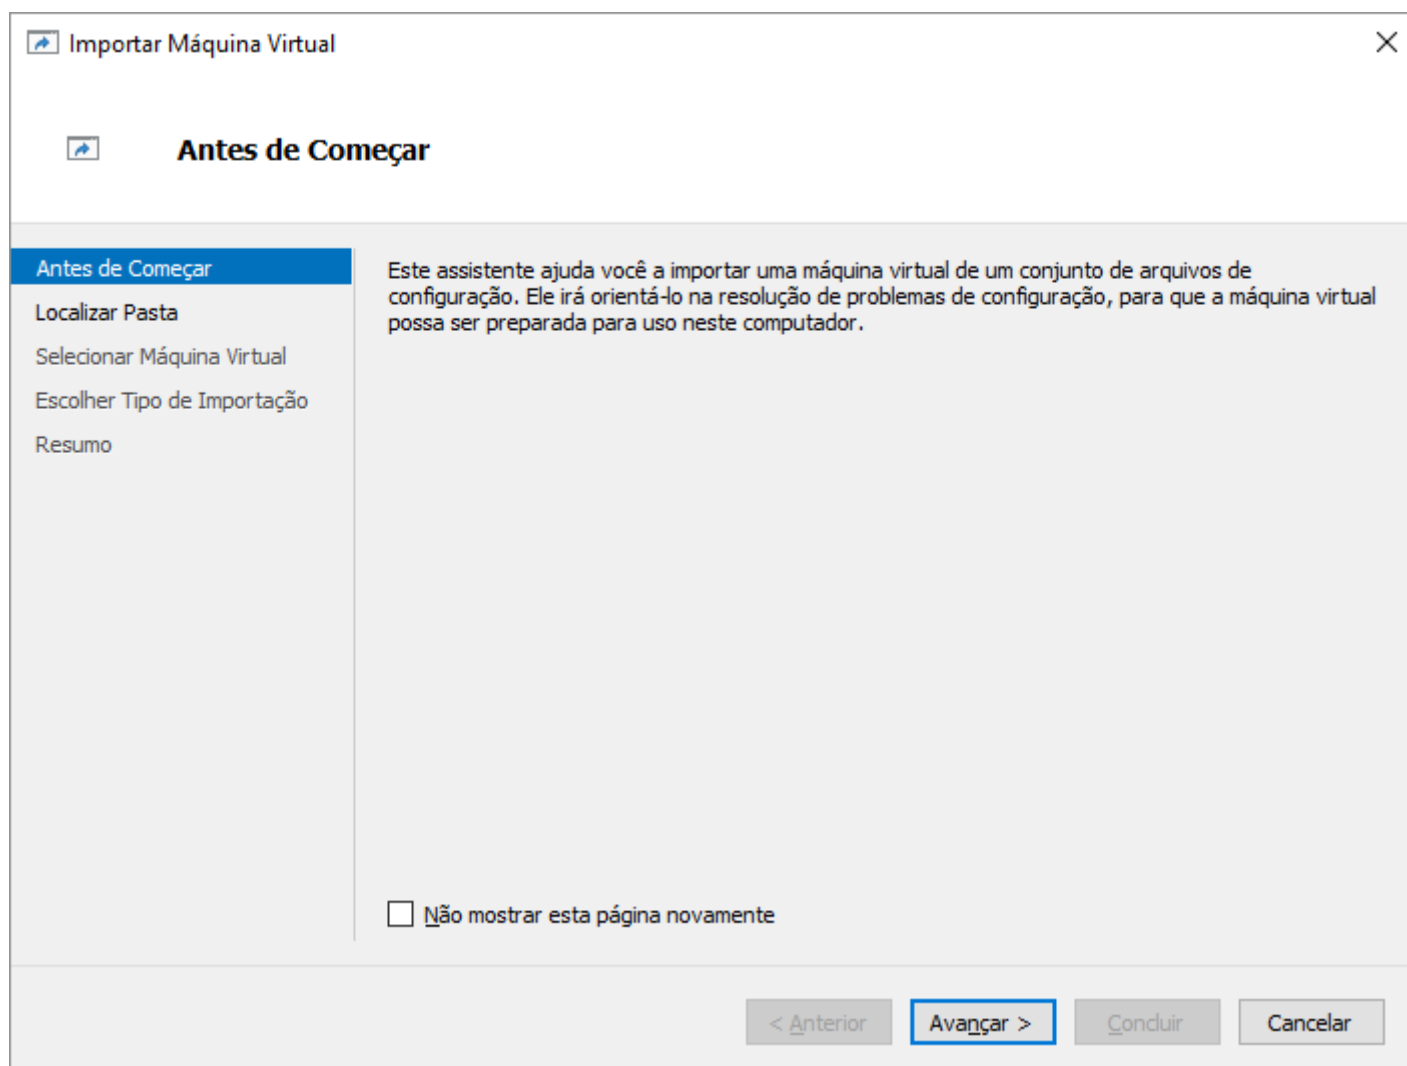 Importar Máquina Virtual
Antes de Começar
Antes de Começar
Localizar Pasta
Selecionar Máquina Virtual
Escolher Tipo de Importação
Resumo
Este assistente ajuda você a importar uma máquina virtual de um conjunto de arquivos de
configuração. Ele irá orientá-lo na resolução de problemas de configuração, para que a máquina virtual
possa ser preparada para uso neste computador.
Não mostrar esta página novamente
< Anterior
Avançar >
Concluir
Cancelar